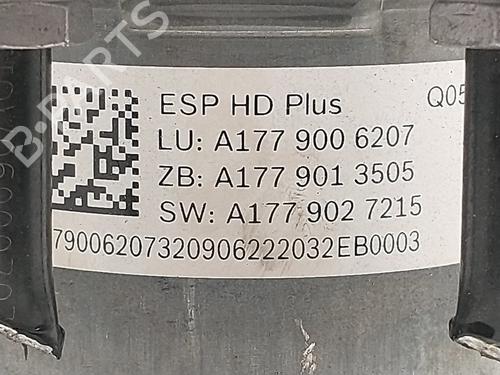 ESP HD Plus Q05
LU: A177 900 6207
ZB: A177 901 3505
SW: A177 902 7215
79006207320906222032EB0003
B-PARTS